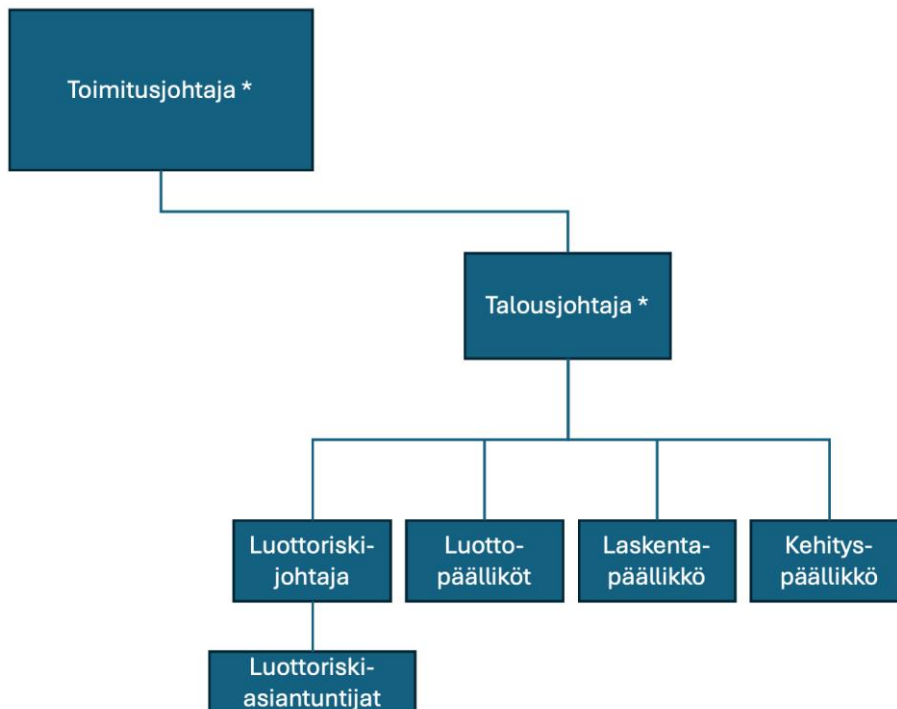 Toimitusjohtaja *
Talousjohtaja *
Luottoriski-
johtaja
Luotto-
päälliköt
Laskenta-
päällikkö
Kehitys-
päällikkö
Luottoriski-
asiantuntijat